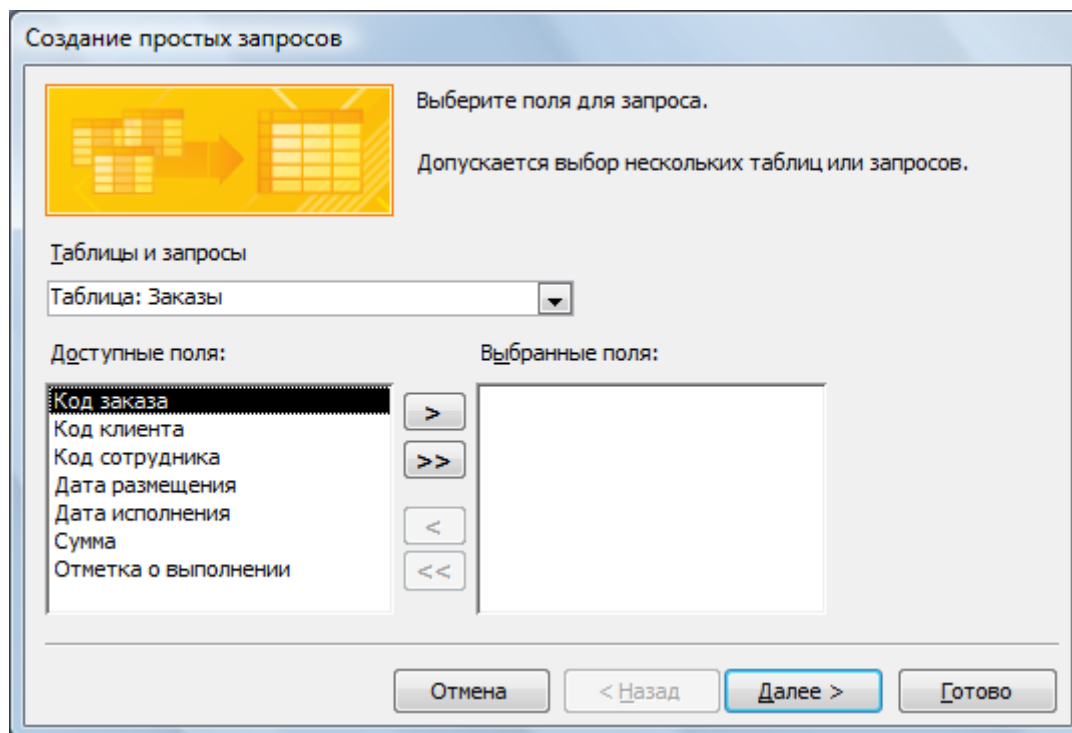 Создание простых запросов
Выберите поля для запроса.
Допускается выбор нескольких таблиц или запросов.
Таблицы и запросы
Таблица: Заказы
Доступные поля:
Выбранные поля:
Код заказа
Код клиента
Код сотрудника
Дата размещения
Дата исполнения
Сумма
Отметка о выполнении
>
>>
<
<<
Отмена
< Назад
Далее >
Готово